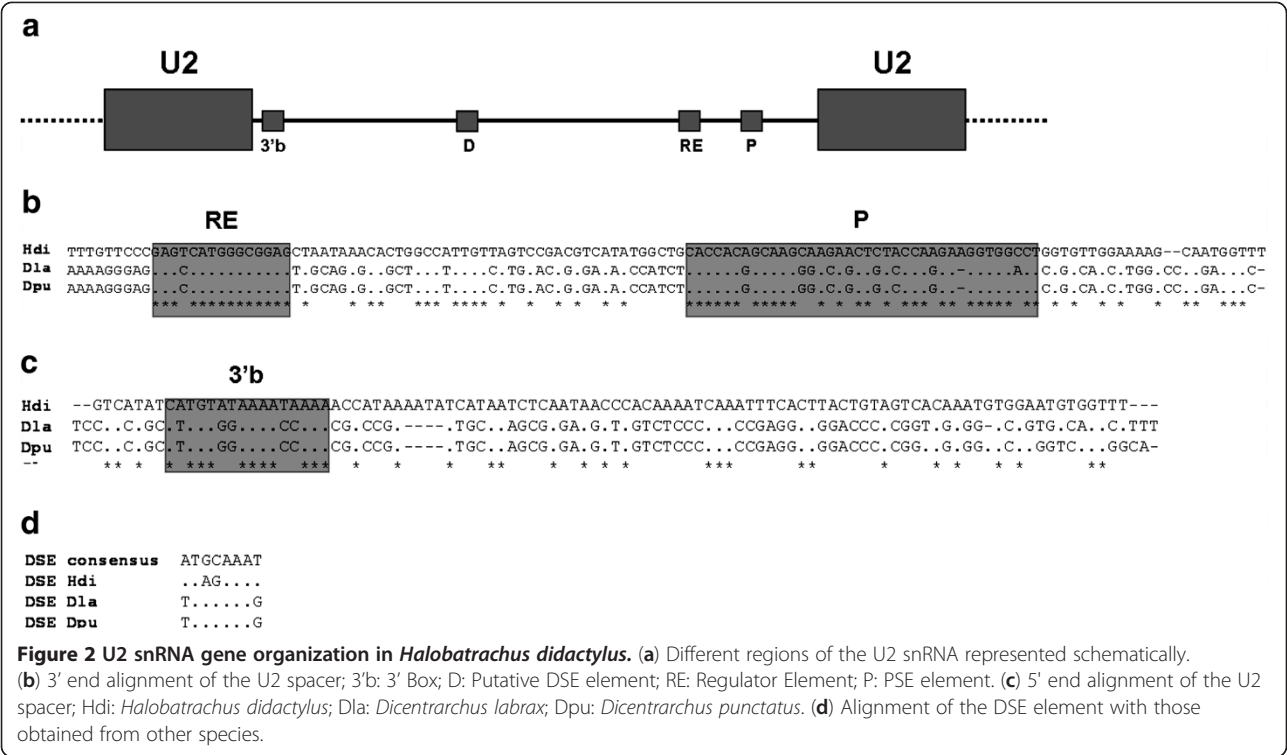 a
U2 U2
3'b D RE P
b
RE P
Hdi TTTGTTCCCGAGTCATGGGCGGAGCTAATAAACACTGGCCATTGTTAGTCCGACGTCATATGGCTGCACCACAGCAAGCAAGAACTCTACCAAGAAGGTGGCCTGGTGTTGGAAAAG--CAATGGTTT
Dla AAAAGGGAG...C...........T.GCAG.G..GCT...T....C.TG.AC.G.GA.A.CCATCT......G.....GG.C.G..G.C...G..-......A.C.G.CA.C.TGG.CC..GA...C-
Dpu AAAAGGGAG...C...........T.GCAG.G..GCT...T....C.TG.AC.G.GA.A.CCATCT......G.....GG.C.G..G.C...G..-........C.G.CA.C.TGG.CC..GA...C-
c
3'b
Hdi --GTCATATCATGTATAAAATAAAAACCATAAAATATCATAATCTCAATAACCCACAAAATCAAATTTCACTTACTGTAGTCACAAATGTGGAATGTGGTTT---
Dla TCC..C.GC.T...GG....CC...CG.CCG.----.TGC..AGCG.GA.G.T.GTCTCCC...CCGAGG..GGACCC.CGGT.G.GG-.C.GTG.CA..C.TTT
Dpu TCC..C.GC.T...GG....CC...CG.CCG.----.TGC..AGCG.GA.G.T.GTCTCCC...CCGAGG..GGACCC.CGG..G.GG..C..GGTC...GGCA-
d
DSE consensus ATGCAAAT
DSE Hdi ..AG....
DSE Dla T......G
DSE Dpu T......G
Figure 2 U2 snRNA gene organization in Halobatrachus didactylus. (a) Different regions of the U2 snRNA represented schematically.
(b) 3' end alignment of the U2 spacer; 3'b: 3' Box; D: Putative DSE element; RE: Regulator Element; P: PSE element. (c) 5' end alignment of the U2
spacer; Hdi: Halobatrachus didactylus; Dla: Dicentrarchus labrax; Dpu: Dicentrarchus punctatus. (d) Alignment of the DSE element with those
obtained from other species.